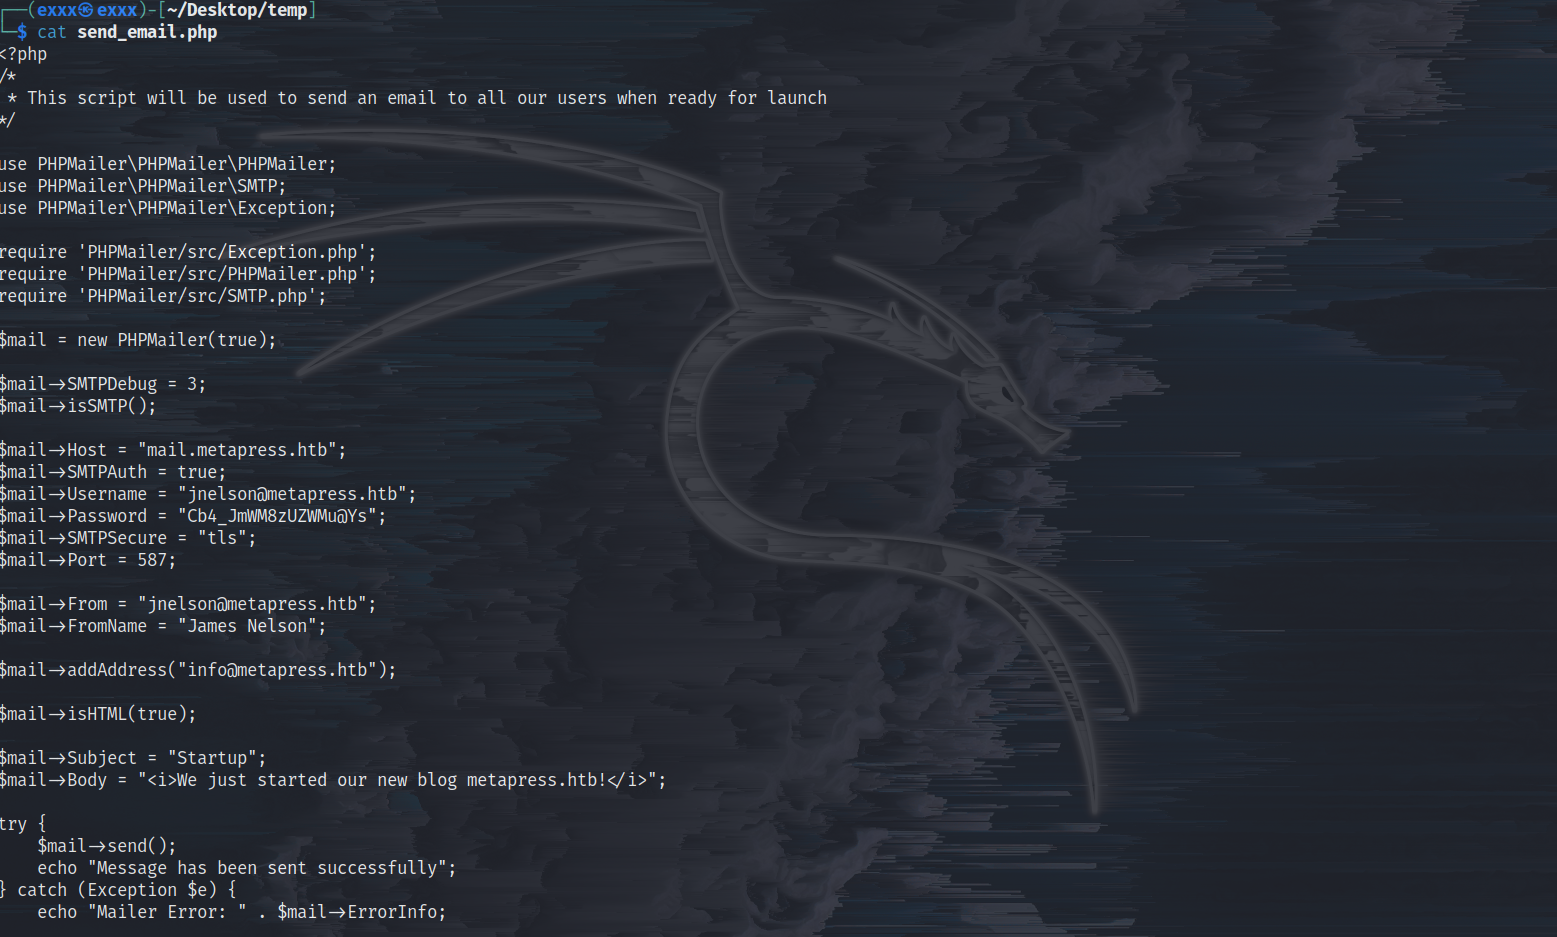 ┌──(exxx㉿exxx)-[~/Desktop/temp]
└─$ cat send_email.php
<?php
/*
 * This script will be used to send an email to all our users when ready for launch
*/

use PHPMailer\PHPMailer\PHPMailer;
use PHPMailer\PHPMailer\SMTP;
use PHPMailer\PHPMailer\Exception;

require 'PHPMailer/src/Exception.php';
require 'PHPMailer/src/PHPMailer.php';
require 'PHPMailer/src/SMTP.php';

$mail = new PHPMailer(true);

$mail->SMTPDebug = 3;
$mail->isSMTP();

$mail->Host = "mail.metapress.htb";
$mail->SMTPAuth = true;
$mail->Username = "jnelson@metapress.htb";
$mail->Password = "Cb4_JmWM8zUZWMu@Ys";
$mail->SMTPSecure = "tls";
$mail->Port = 587;

$mail->From = "jnelson@metapress.htb";
$mail->FromName = "James Nelson";

$mail->addAddress("info@metapress.htb");

$mail->isHTML(true);

$mail->Subject = "Startup";
$mail->Body = "<i>We just started our new blog metapress.htb!</i>";

try {
    $mail->send();
    echo "Message has been sent successfully";
} catch (Exception $e) {
    echo "Mailer Error: " . $mail->ErrorInfo;